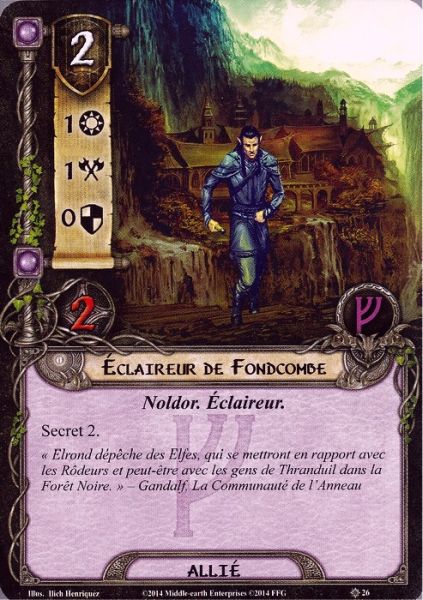 2
1
1
0
2
Éclaireur de Fondcombe
Noldor. Éclaireur.
Secret 2.
« Elrond dépêche des Elfes, qui se mettront en rapport avec
les Rôdeurs et peut-être avec les gens de Thranduil dans la
Forêt Noire. » – Gandalf, La Communauté de l'Anneau
ALLIÉ
Illus. Ilich Henriquez ©2014 Middle-earth Enterprises ©2014 FFG 26